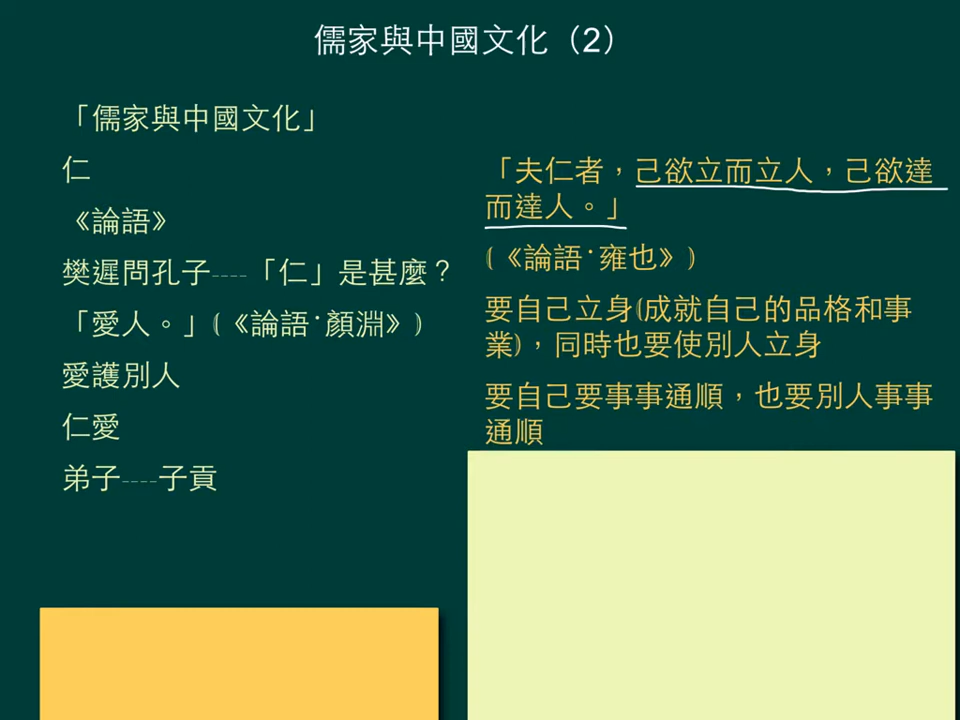 儒家與中國文化（2）
「儒家與中國文化」
仁
《論語》
樊遲問孔子----「仁」是甚麼？
「愛人。」(《論語·顏淵》)
愛護別人
仁愛
弟子----子貢
「夫仁者，己欲立而立人，己欲達
而達人。」
(《論語·雍也》)
要自己立身(成就自己的品格和事
業)，同時也要使別人立身
要自己要事事通順，也要別人事事
通順